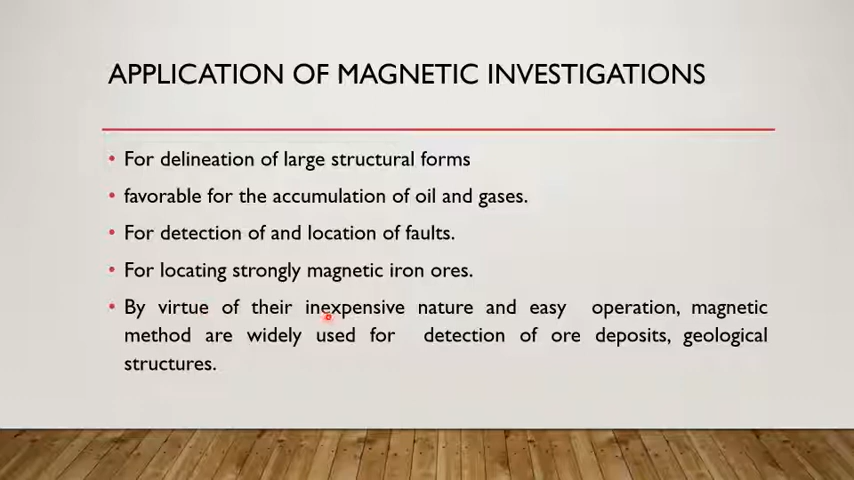 APPLICATION OF MAGNETIC INVESTIGATIONS
• For delineation of large structural forms
• favorable for the accumulation of oil and gases.
• For detection of and location of faults.
• For locating strongly magnetic iron ores.
• By virtue of their inexpensive nature and easy operation, magnetic
method are widely used for detection of ore deposits, geological
structures.